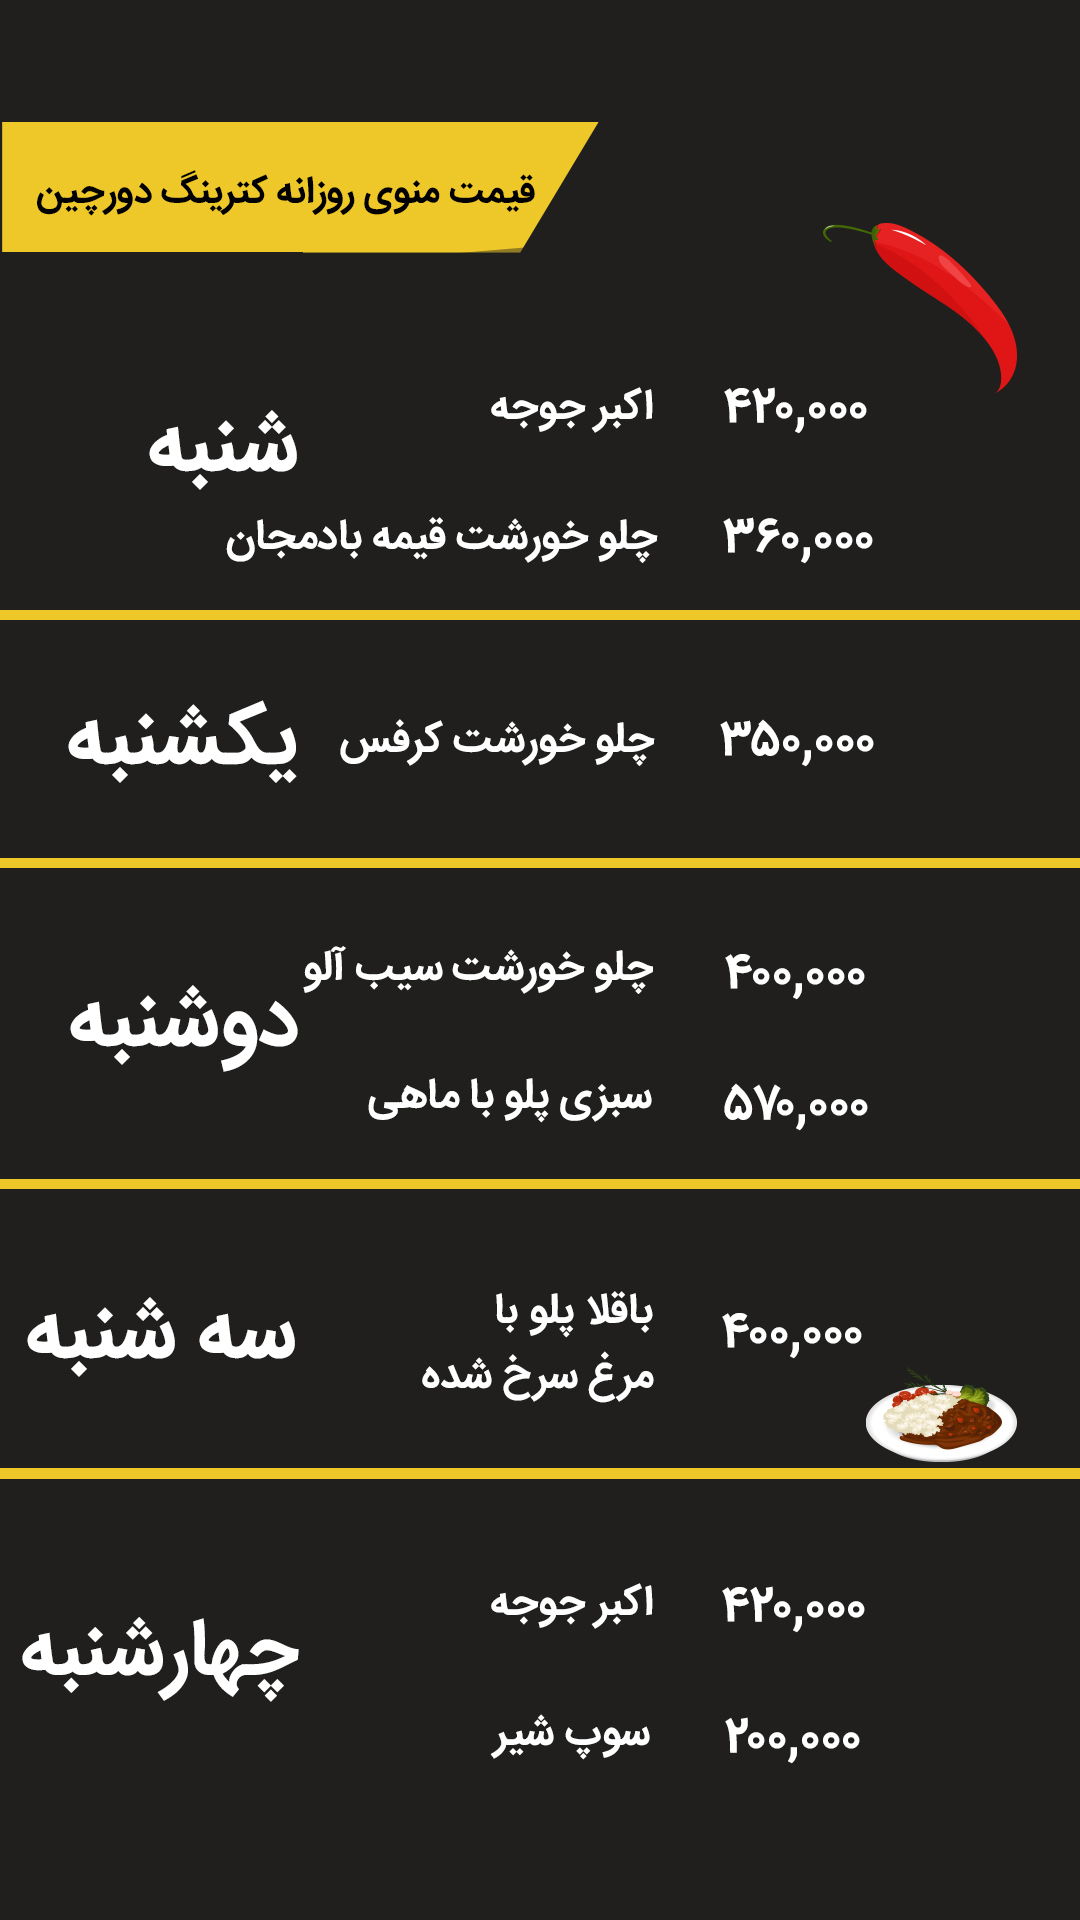 قیمت منوی روزانه کترینگ دورچین
شنبه
اکبر جوجه ۴۲۰,۰۰۰
چلو خورشت قیمه بادمجان ۳۶۰,۰۰۰
یکشنبه
چلو خورشت کرفس ۳۵۰,۰۰۰
دوشنبه
چلو خورشت سیب آلو ۴۰۰,۰۰۰
سبزی پلو با ماهی ۵۷۰,۰۰۰
سه شنبه
باقلا پلو با
مرغ سرخ شده ۴۰۰,۰۰۰
چهارشنبه
اکبر جوجه ۴۲۰,۰۰۰
سوپ شیر ۲۰۰,۰۰۰